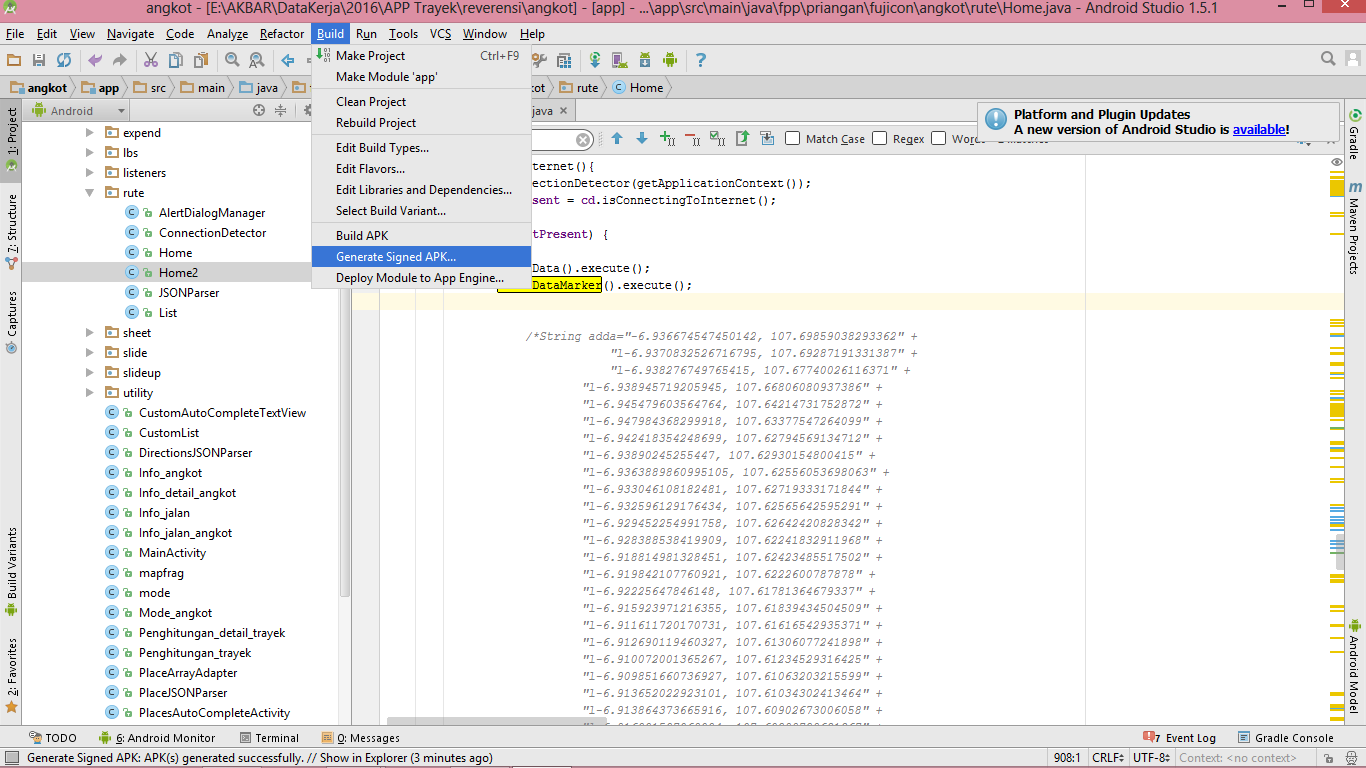 angkot - [E:\AKBAR\DataKerja\2016\APP Trayek\reverensi\angkot] - [app] - ...\app\src\main\java\fpp\priangan\fujicon\angkot\rute\Home.java - Android Studio 1.5.1
File Edit View Navigate Code Analyze Refactor Build Run Tools VCS Window Help
Make Project Ctrl+F9
Make Module 'app'
Clean Project
Rebuild Project
Edit Build Types...
Edit Flavors...
Edit Libraries and Dependencies...
Select Build Variant...
Build APK
Generate Signed APK...
Deploy Module to App Engine...
angkot app src main java
kot rute Home
Android
java
Platform and Plugin Updates
A new version of Android Studio is available!
Match Case Regex
1: Project
7: Structure
Captures
Build Variants
2: Favorites
expend
lbs
listeners
rute
AlertDialogManager
ConnectionDetector
Home
Home2
JSONParser
List
sheet
slide
slideup
utility
CustomAutoCompleteTextView
CustomList
DirectionsJSONParser
Info_angkot
Info_detail_angkot
Info_jalan
Info_jalan_angkot
MainActivity
mapfrag
mode
Mode_angkot
Penghitungan_detail_trayek
Penghitungan_trayek
PlaceArrayAdapter
PlaceJSONParser
PlacesAutoCompleteActivity
ternet(){
ectionDetector(getApplicationContext());
sent = cd.isConnectingToInternet();
tPresent) {
Data().execute();
DataMarker().execute();
/*String adda="-6.936674547450142, 107.69859038293362" +
"l-6.9370832526716795, 107.69287191331387" +
"l-6.938276749765415, 107.67740026116371" +
"l-6.938945719205945, 107.66806080937386" +
"l-6.945479603564764, 107.64214731752872" +
"l-6.947984368299918, 107.63377547264099" +
"l-6.942418354248699, 107.62794569134712" +
"l-6.93980245255447, 107.62930154800415" +
"l-6.9363889860995105, 107.62556053698063" +
"l-6.933046108182481, 107.62719333171844" +
"l-6.932596129176434, 107.62565642595291" +
"l-6.929452254991758, 107.62642420828342" +
"l-6.926388538419909, 107.62241832911968" +
"l-6.918814981328451, 107.62423485517502" +
"l-6.919842107760921, 107.6222600787878" +
"l-6.92225647846148, 107.61781364679337" +
"l-6.915923971216355, 107.61839434504509" +
"l-6.911611720170731, 107.61616542935371" +
"l-6.912690119460327, 107.61306077241898" +
"l-6.910072001365267, 107.61234529316425" +
"l-6.909851660736927, 107.61063203215599" +
"l-6.913652022923101, 107.61034302413464" +
"l-6.913864373665916, 107.60902673006058" +
Gradle
Maven Projects
Android Model
TODO 6: Android Monitor Terminal 0: Messages 7 Event Log Gradle Console
Generate Signed APK: APK(s) generated successfully. // Show in Explorer (3 minutes ago) 908:1 CRLF UTF-8 Context: <no context>